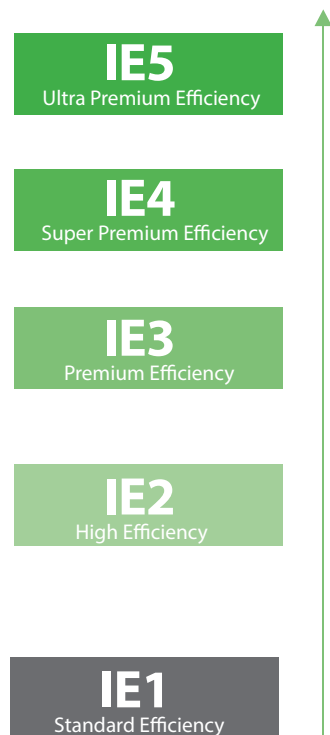 IE5
Ultra Premium Efficiency
IE4
Super Premium Efficiency
IE3
Premium Efficiency
IE2
High Efficiency
IE1
Standard Efficiency